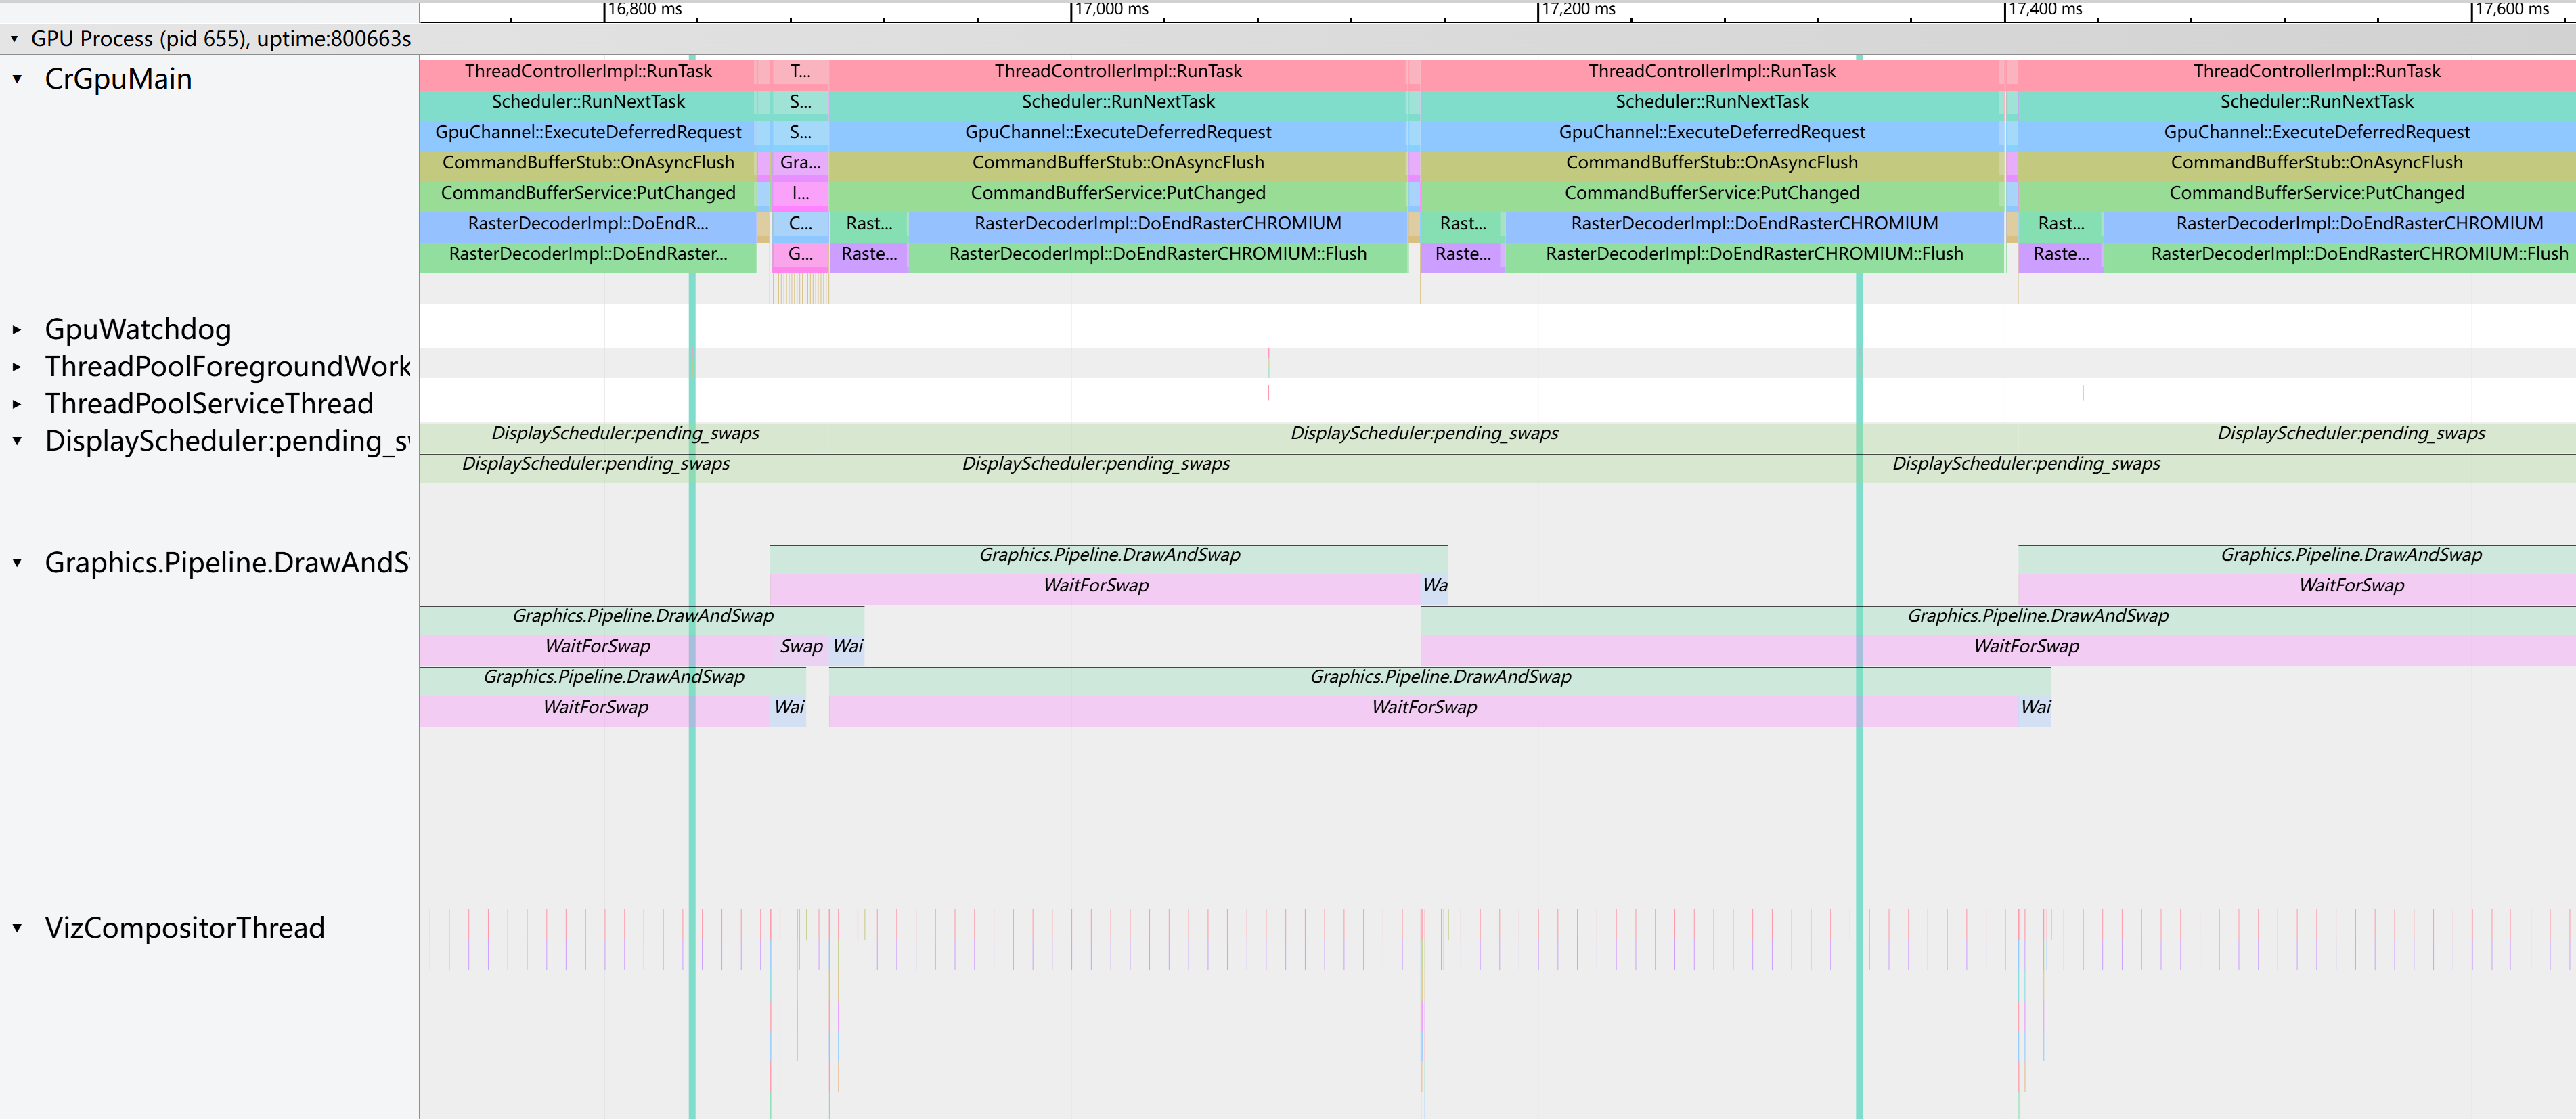 16,800 ms 17,000 ms 17,200 ms 17,400 ms 17,600 ms
GPU Process (pid 655), uptime:800663s
CrGpuMain
ThreadControllerImpl::RunTask T... ThreadControllerImpl::RunTask ThreadControllerImpl::RunTask ThreadControllerImpl::RunTask
Scheduler::RunNextTask S... Scheduler::RunNextTask Scheduler::RunNextTask Scheduler::RunNextTask
GpuChannel::ExecuteDeferredRequest S... GpuChannel::ExecuteDeferredRequest GpuChannel::ExecuteDeferredRequest GpuChannel::ExecuteDeferredRequest
CommandBufferStub::OnAsyncFlush Gra... CommandBufferStub::OnAsyncFlush CommandBufferStub::OnAsyncFlush CommandBufferStub::OnAsyncFlush
CommandBufferService:PutChanged I... CommandBufferService:PutChanged CommandBufferService:PutChanged CommandBufferService:PutChanged
RasterDecoderImpl::DoEndR... C... Rast... RasterDecoderImpl::DoEndRasterCHROMIUM Rast... RasterDecoderImpl::DoEndRasterCHROMIUM Rast... RasterDecoderImpl::DoEndRasterCHROMIUM
RasterDecoderImpl::DoEndRaster... G... Raste... RasterDecoderImpl::DoEndRasterCHROMIUM::Flush Raste... RasterDecoderImpl::DoEndRasterCHROMIUM::Flush Raste... RasterDecoderImpl::DoEndRasterCHROMIUM::Flush
GpuWatchdog
ThreadPoolForegroundWork
ThreadPoolServiceThread
DisplayScheduler:pending_s
DisplayScheduler:pending_swaps DisplayScheduler:pending_swaps DisplayScheduler:pending_swaps
DisplayScheduler:pending_swaps DisplayScheduler:pending_swaps DisplayScheduler:pending_swaps
Graphics.Pipeline.DrawAndS
Graphics.Pipeline.DrawAndSwap Graphics.Pipeline.DrawAndSwap
WaitForSwap Wa WaitForSwap
Graphics.Pipeline.DrawAndSwap Graphics.Pipeline.DrawAndSwap
WaitForSwap Swap Wai WaitForSwap
Graphics.Pipeline.DrawAndSwap Graphics.Pipeline.DrawAndSwap
WaitForSwap Wai WaitForSwap Wai
VizCompositorThread